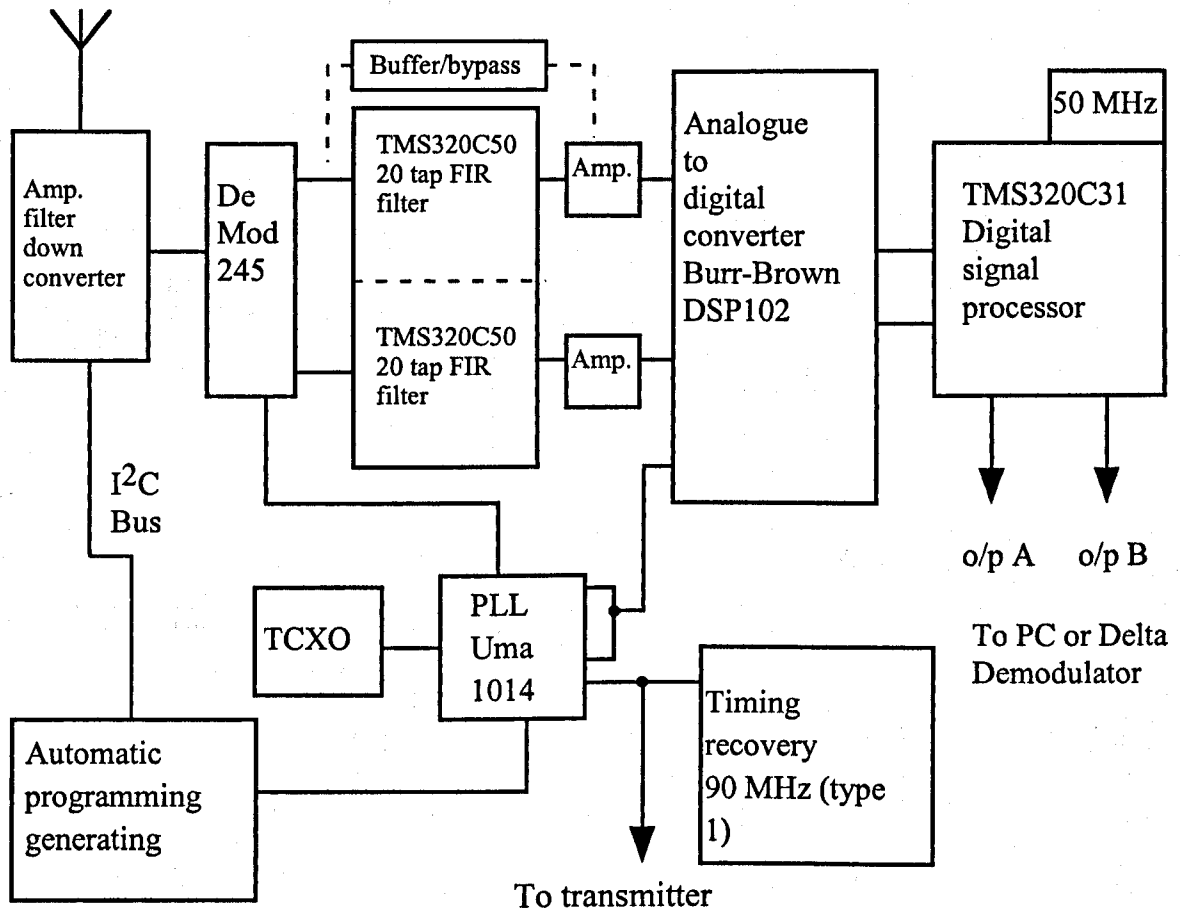 Buffer/bypass
50 MHz
Amp.
filter
down
converter
De
Mod
245
TMS320C50
20 tap FIR
filter
Amp.
TMS320C50
20 tap FIR
filter
Amp.
Analogue
to
digital
converter
Burr-Brown
DSP102
TMS320C31
Digital
signal
processor
I²C
Bus
o/p A
o/p B
To PC or Delta
Demodulator
TCXO
PLL
Uma
1014
Timing
recovery
90 MHz (type
1)
Automatic
programming
generating
To transmitter